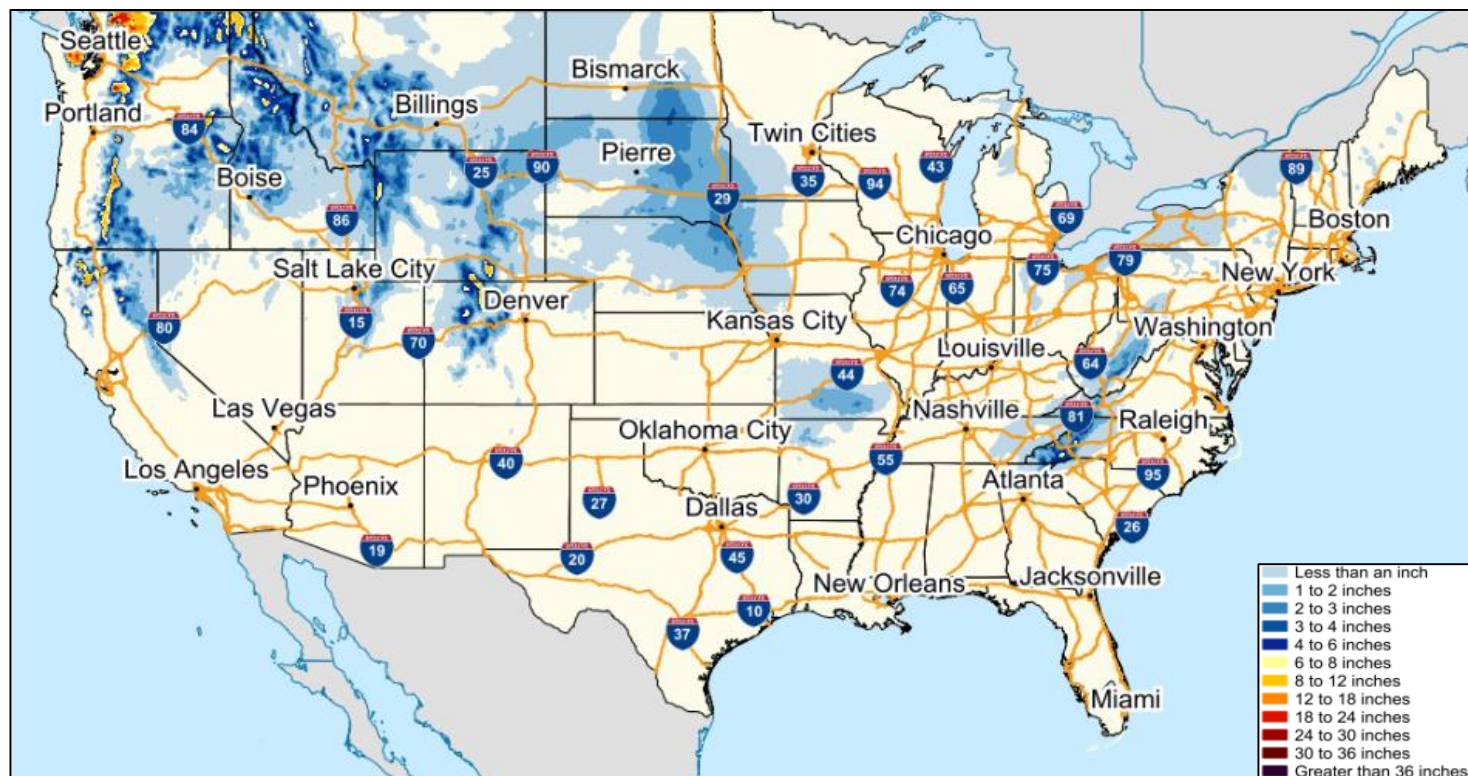 Seattle
Bismarck
Portland
Billings
84
Twin Cities
Pierre
25
90
43
89
Boise
29
35
94
86
69
Boston
Chicago
Salt Lake City
75
79
New York
74
65
Denver
15
80
70
Kansas City
Washington
Louisville
64
44
Las Vegas
Nashville
81
Raleigh
Oklahoma City
Los Angeles
40
55
95
Phoenix
27
30
Atlanta
Dallas
26
19
20
45
New Orleans
Jacksonville
10
37
Miami
Less than an inch
1 to 2 inches
2 to 3 inches
3 to 4 inches
4 to 6 inches
6 to 8 inches
8 to 12 inches
12 to 18 inches
18 to 24 inches
24 to 30 inches
30 to 36 inches
Greater than 36 inches